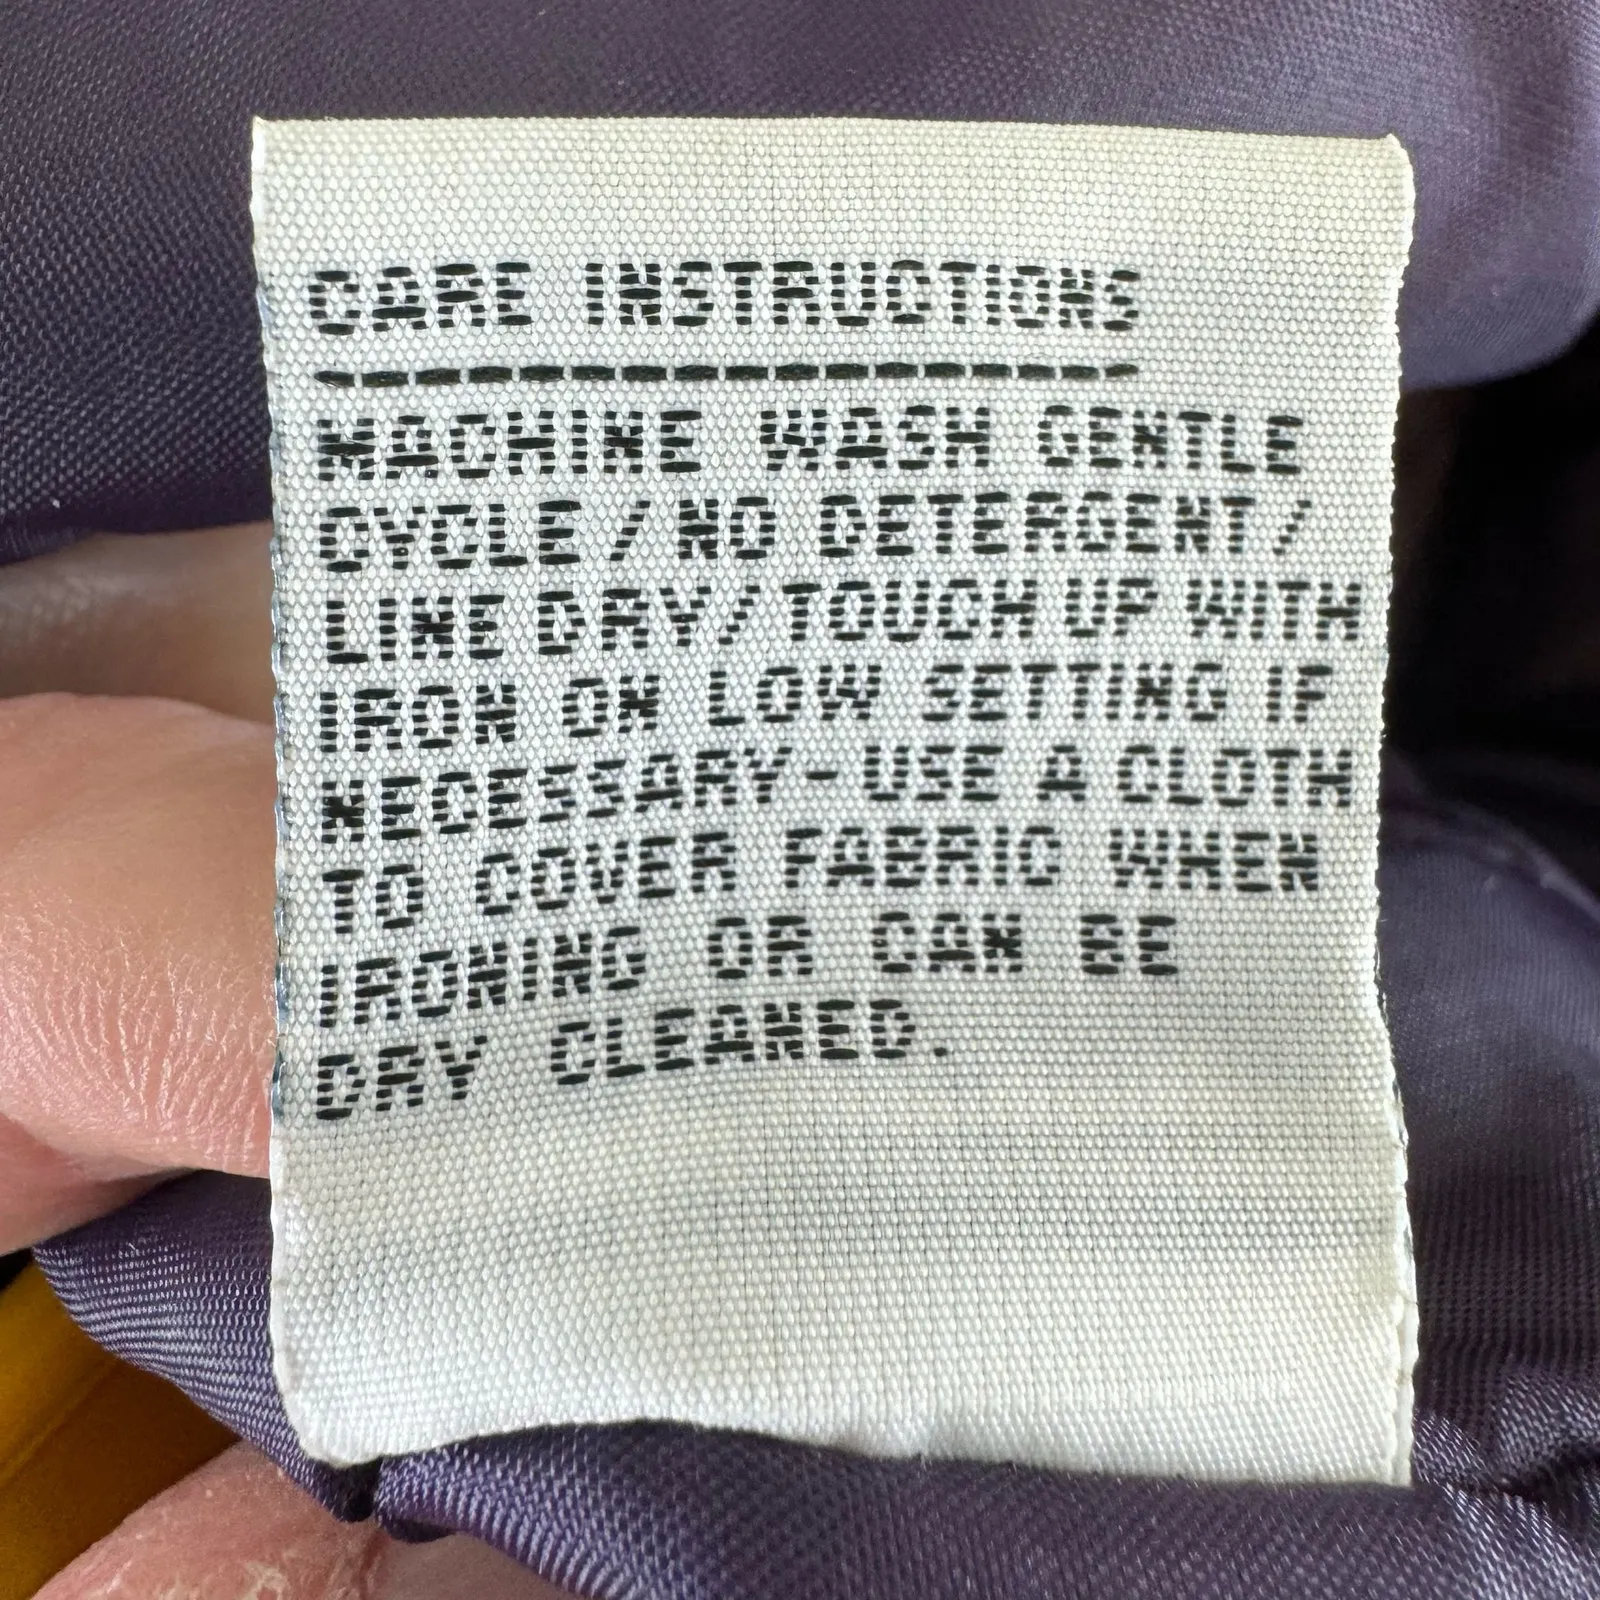 CARE INSTRUCTIONS
MACHINE WASH GENTLE
CYCLE/NO DETERGENT/
LINE DRY/TOUCH UP WITH
IRON ON LOW SETTING IF
NECESSARY-USE A CLOTH
TO COVER FABRIC WHEN
IRONING OR CAN BE
DRY CLEANED.